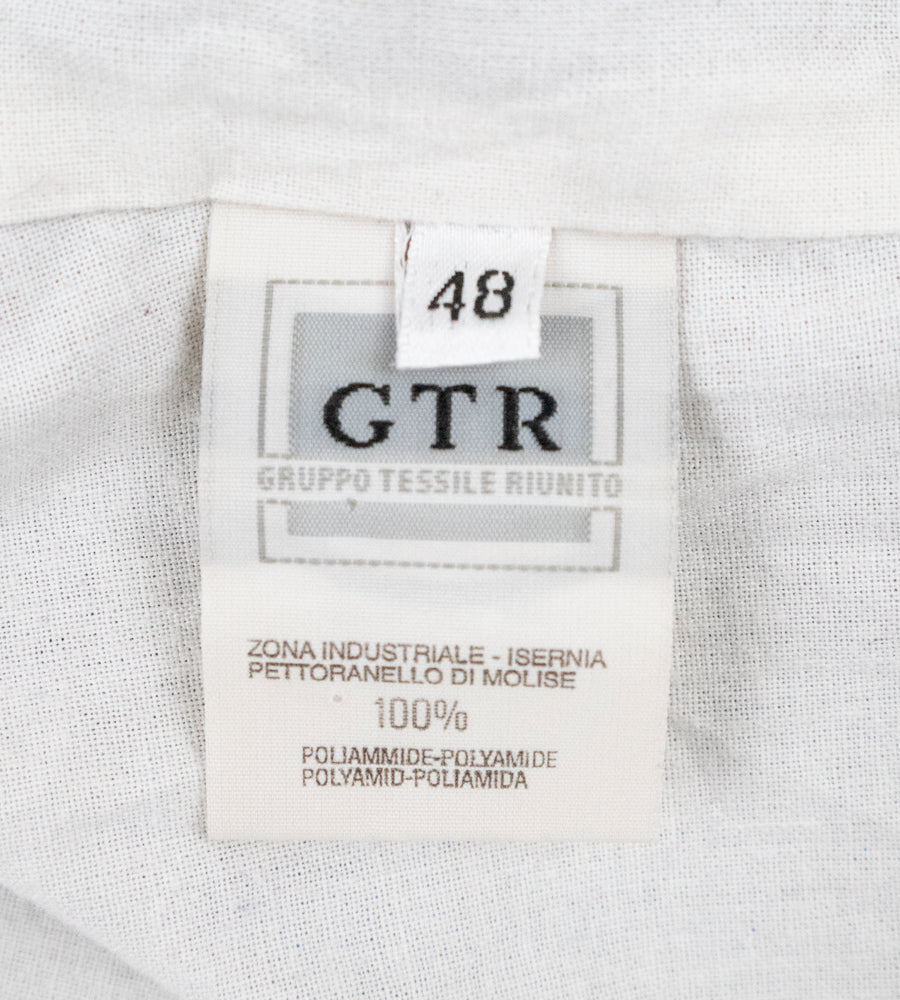 48
GTR
GRUPPO TESSILE RIUNITO
ZONA INDUSTRIALE - ISERNIA
PETTORANELLO DI MOLISE
100%
POLIAMMIDE-POLYAMIDE
POLYAMID-POLIAMIDA